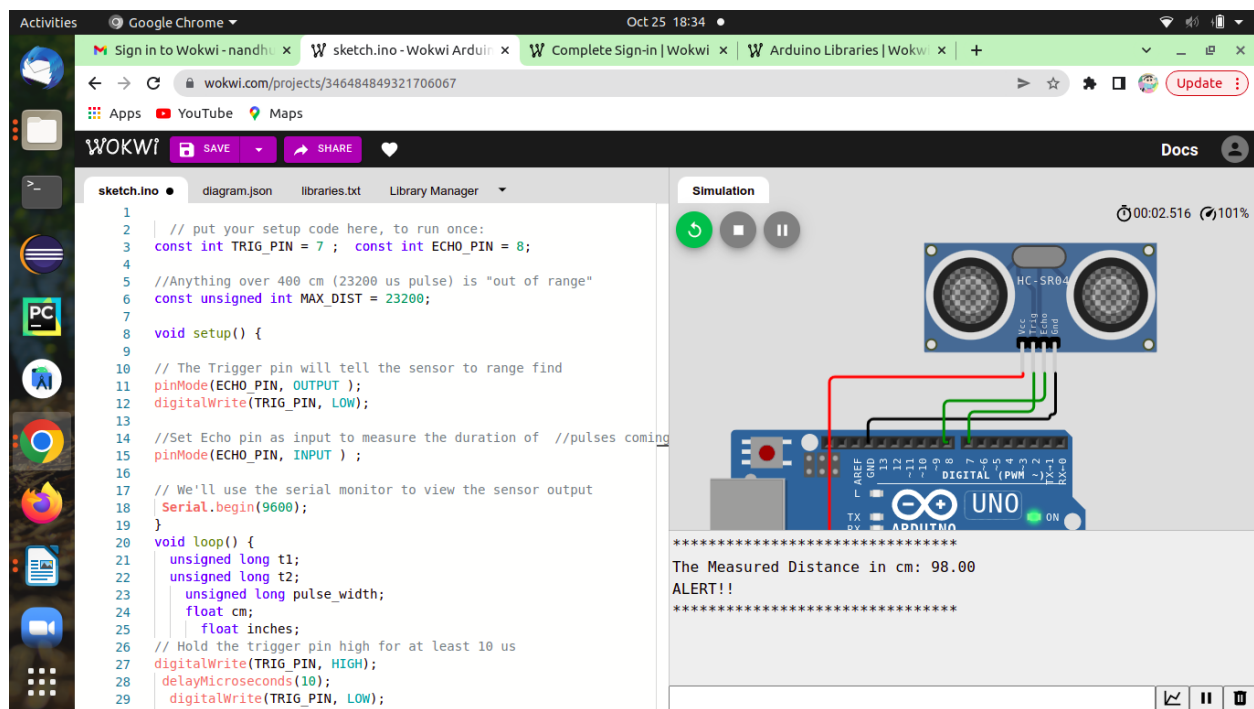 Activities Google Chrome Oct 25 18:34
Sign in to Wokwi - nandhu sketch.ino - Wokwi Arduin Complete Sign-in | Wokwi Arduino Libraries | Wokwi
wokwi.com/projects/346484849321706067 Update
Apps YouTube Maps
WOKWi SAVE SHARE Docs
sketch.ino diagram.json libraries.txt Library Manager
1
2 // put your setup code here, to run once:
3 const int TRIG_PIN = 7 ; const int ECHO_PIN = 8;
4
5 //Anything over 400 cm (23200 us pulse) is "out of range"
6 const unsigned int MAX_DIST = 23200;
7
8 void setup() {
9
10 // The Trigger pin will tell the sensor to range find
11 pinMode(ECHO_PIN, OUTPUT );
12 digitalWrite(TRIG_PIN, LOW);
13
14 //Set Echo pin as input to measure the duration of //pulses coming
15 pinMode(ECHO_PIN, INPUT ) ;
16
17 // We'll use the serial monitor to view the sensor output
18 Serial.begin(9600);
19 }
20 void loop() {
21 unsigned long t1;
22 unsigned long t2;
23 unsigned long pulse_width;
24 float cm;
25 float inches;
26 // Hold the trigger pin high for at least 10 us
27 digitalWrite(TRIG_PIN, HIGH);
28 delayMicroseconds(10);
29 digitalWrite(TRIG_PIN, LOW);
PC
Simulation
00:02.516 101%
HC-SR04
Vcc
Trig
Echo
Gnd
AREF
GND
13
12
~11
~10
~9
8
7
~6
~5
4
~3
2
TX→1
RX←0
DIGITAL (PWM ~)
L
TX
RX
UNO
ON
ARDUINO
********************************
The Measured Distance in cm: 98.00
ALERT!!
********************************